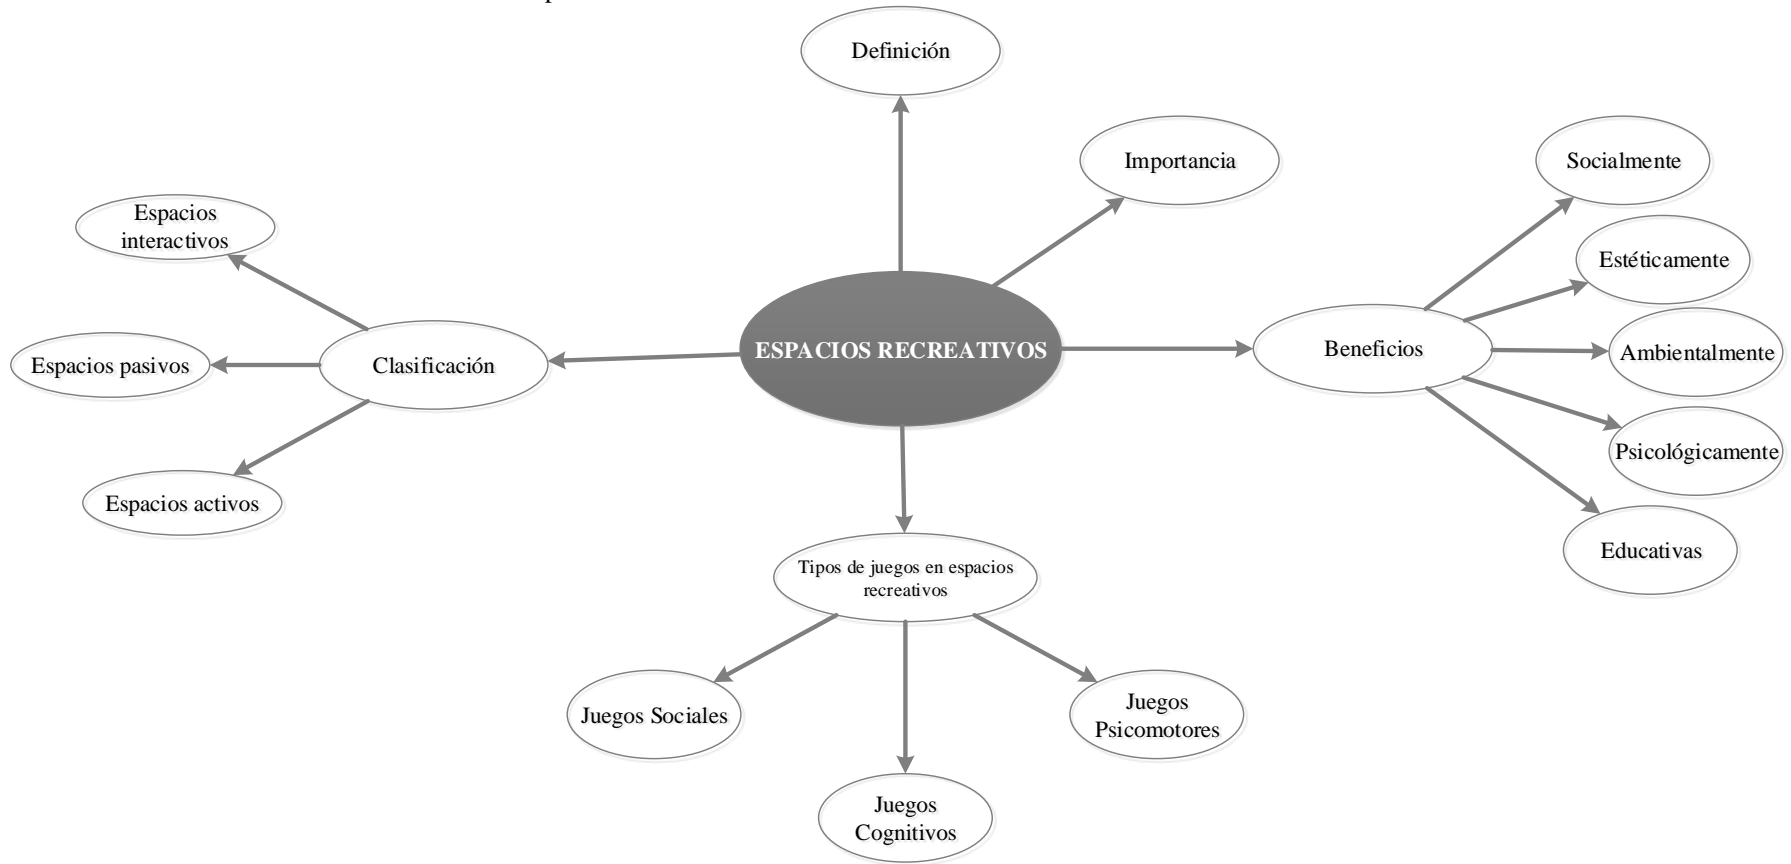 Definición
Importancia
Socialmente
Espacios
interactivos
Estéticamente
ESPACIOS RECREATIVOS
Beneficios
Ambientalmente
Espacios pasivos
Clasificación
Psicológicamente
Espacios activos
Educativas
Tipos de juegos en espacios
recreativos
Juegos Sociales
Juegos
Psicomotores
Juegos
Cognitivos